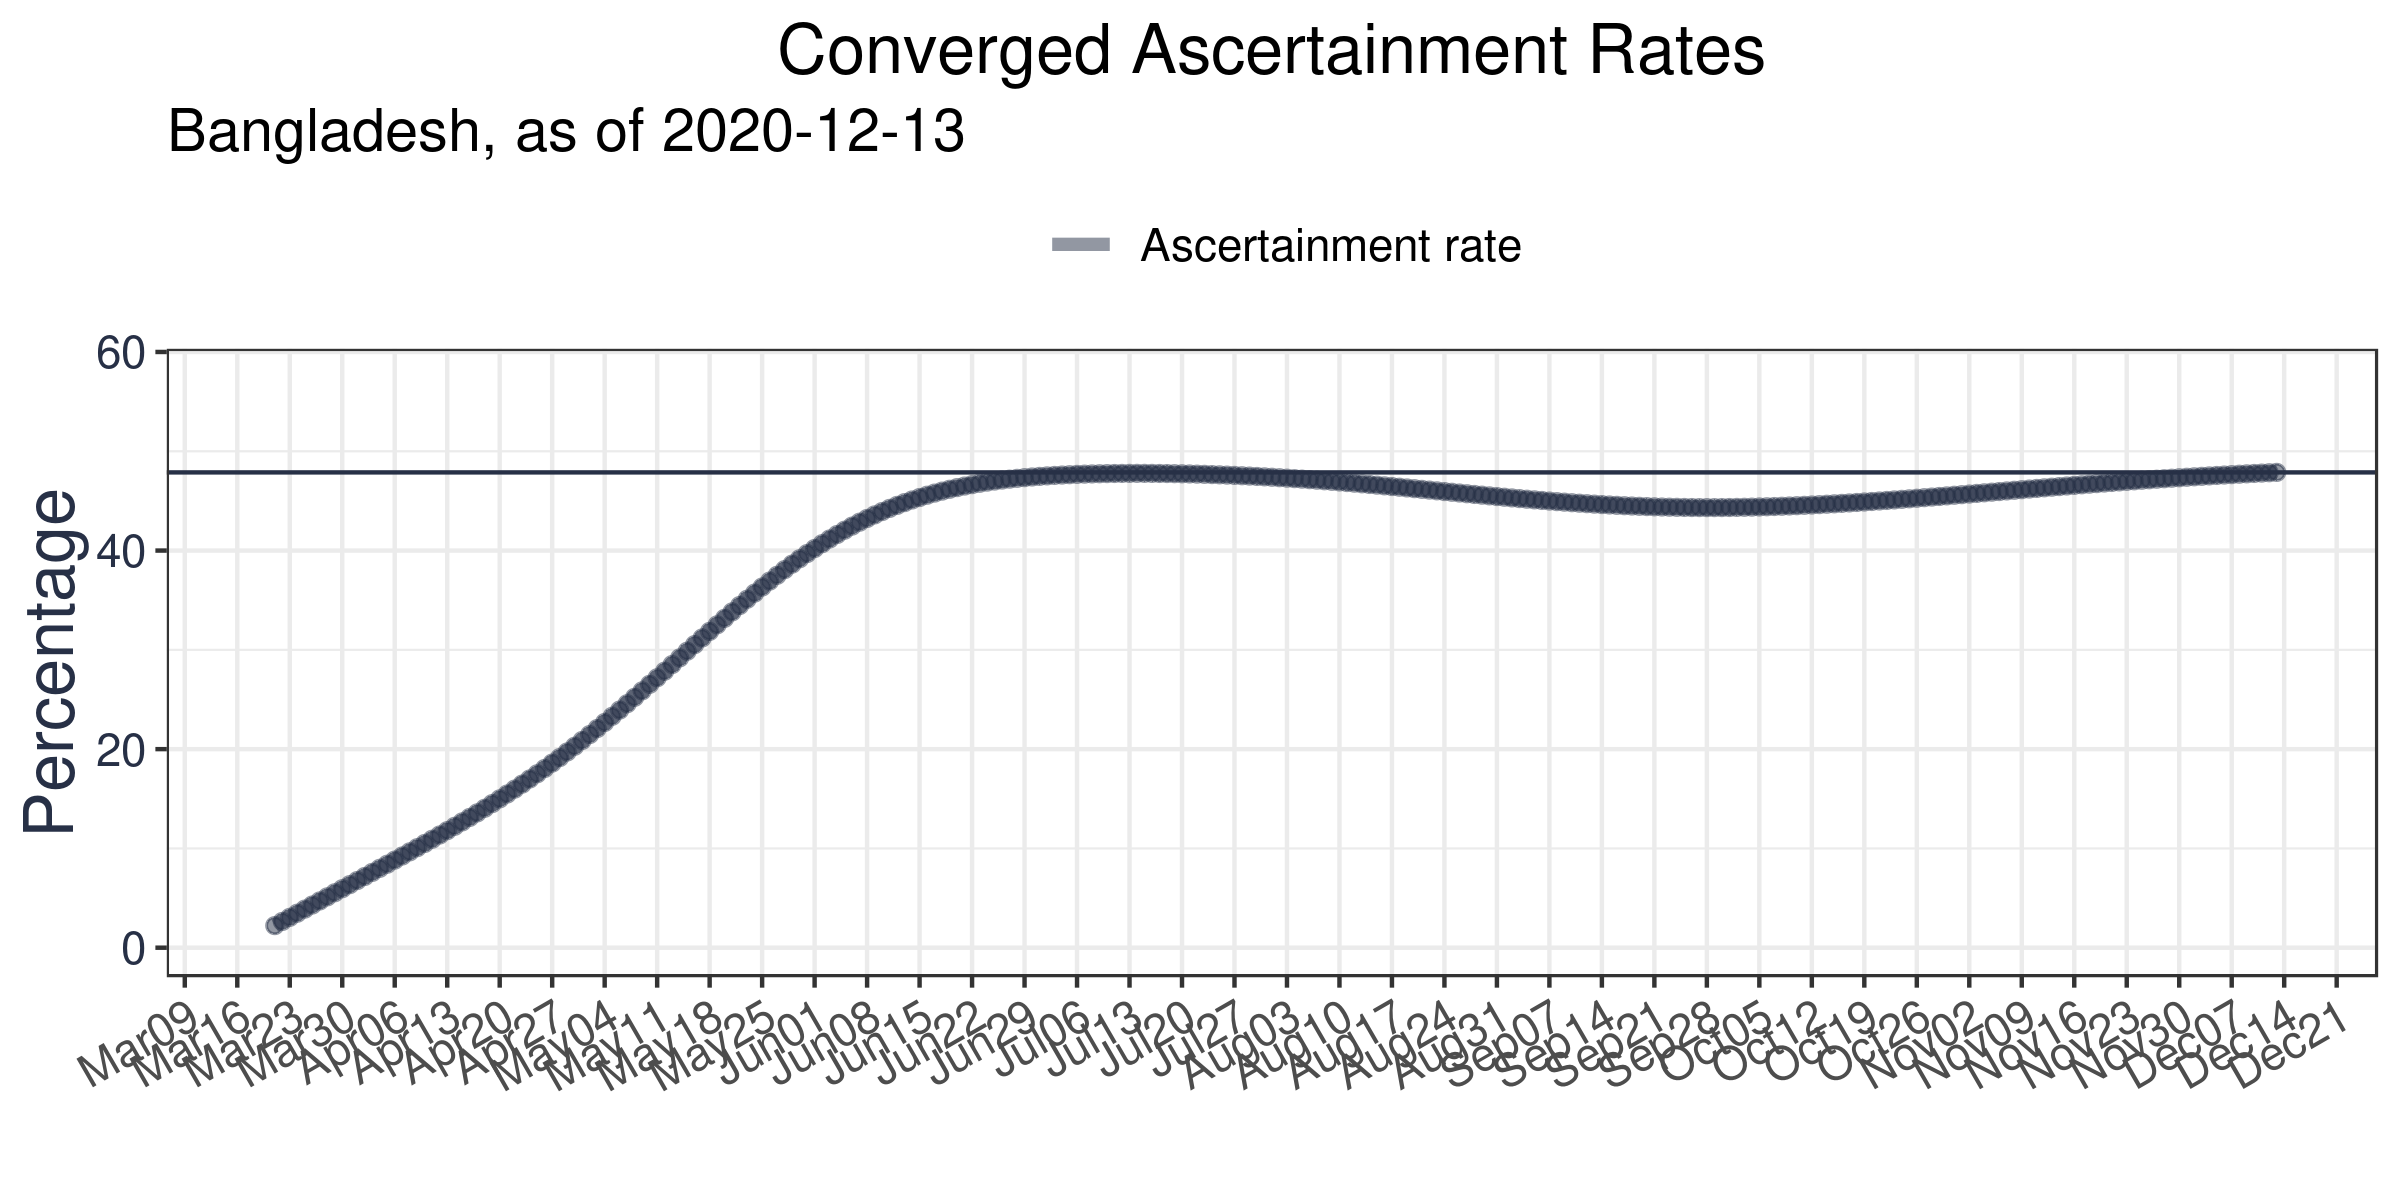 Converged Ascertainment Rates
Bangladesh, as of 2020-12-13
Ascertainment rate
Percentage
60
40
20
0
Mar09 Mar16 Mar23 Mar30 Apr06 Apr13 Apr20 Apr27 May04 May11 May18 May25 Jun01 Jun08 Jun15 Jun22 Jun29 Jul06 Jul13 Jul20 Jul27 Aug03 Aug10 Aug17 Aug24 Aug31 Sep07 Sep14 Sep21 Sep28 Oct05 Oct12 Oct19 Oct26 Nov02 Nov09 Nov16 Nov23 Nov30 Dec07 Dec14 Dec21